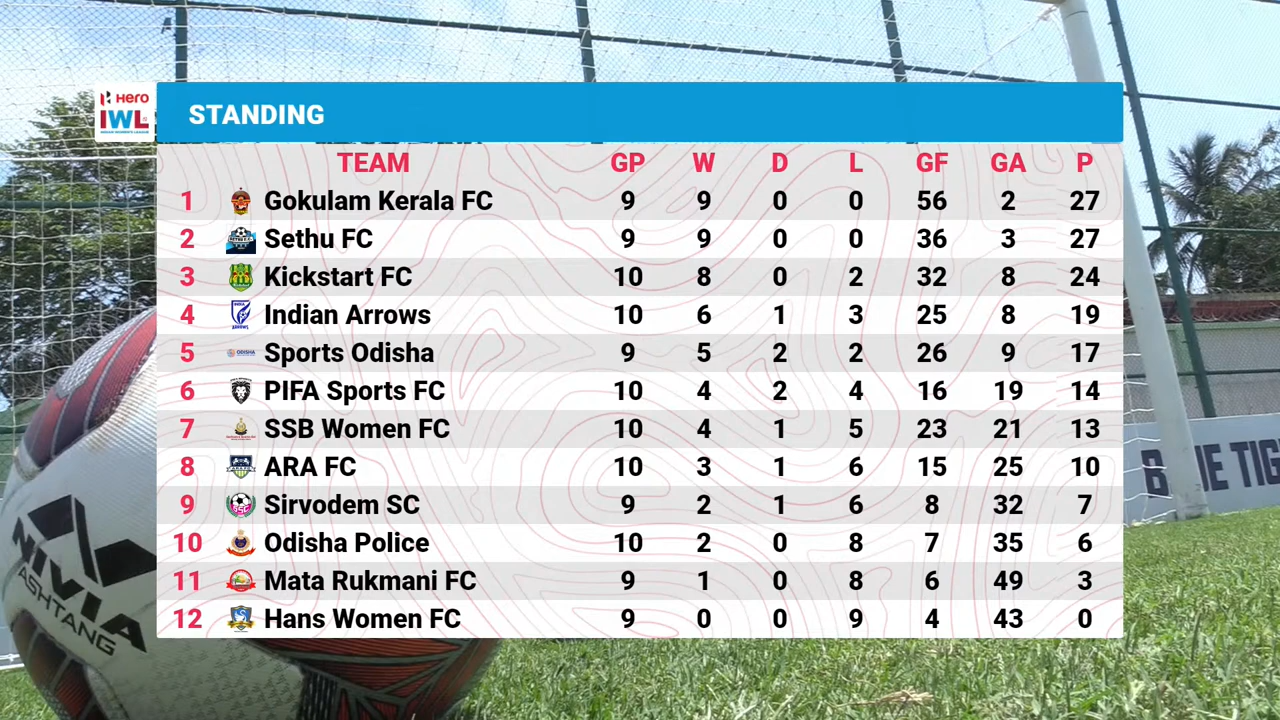 HERO
IWL
STANDING
TEAM GP W D L GF GA P
1 Gokulam Kerala FC 9 9 0 0 56 2 27
2 Sethu FC 9 9 0 0 36 3 27
3 Kickstart FC 10 8 0 2 32 8 24
4 Indian Arrows 10 6 1 3 25 8 19
5 Sports Odisha 9 5 2 2 26 9 17
6 PIFA Sports FC 10 4 2 4 16 19 14
7 SSB Women FC 10 4 1 5 23 21 13
8 ARA FC 10 3 1 6 15 25 10
9 Sirvodem SC 9 2 1 6 8 32 7
10 Odisha Police 10 2 0 8 7 35 6
11 Mata Rukmani FC 9 1 0 8 6 49 3
12 Hans Women FC 9 0 0 9 4 43 0
NIVIA
ASHTANG